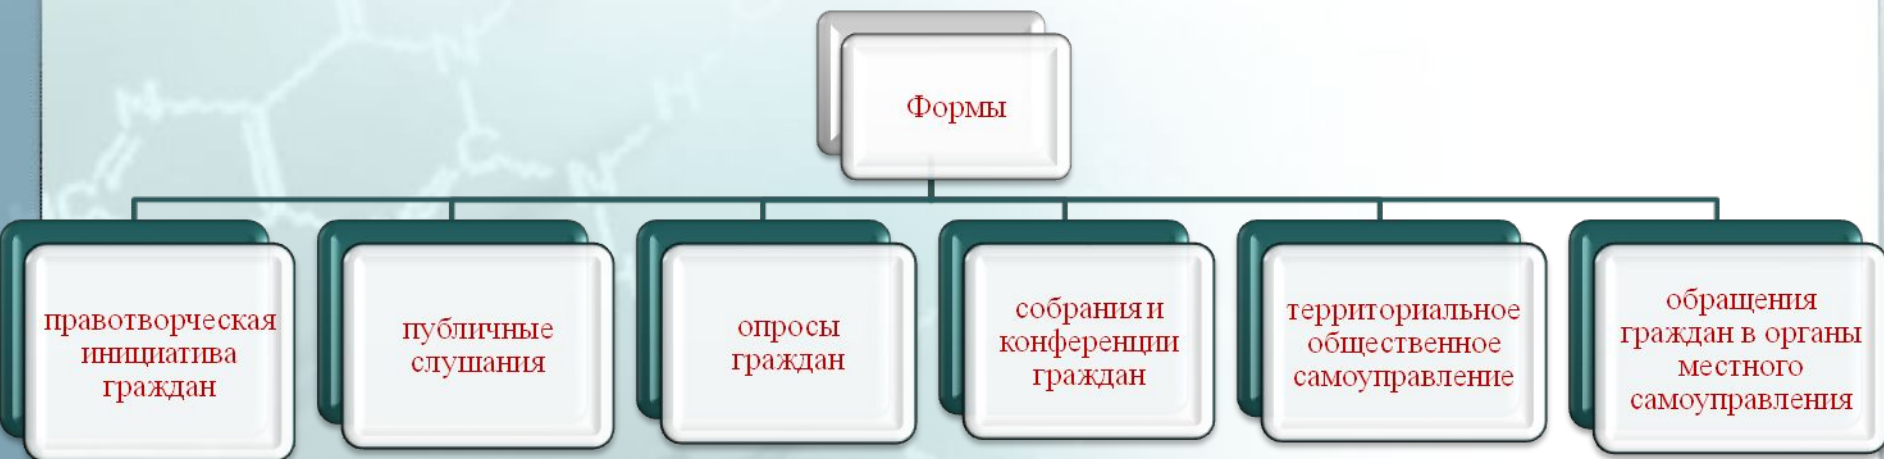 Формы
правотворческая
инициатива
граждан
публичные
слушания
опросы
граждан
собрания и
конференции
граждан
территориальное
общественное
самоуправление
обращения
граждан в органы
местного
самоуправления